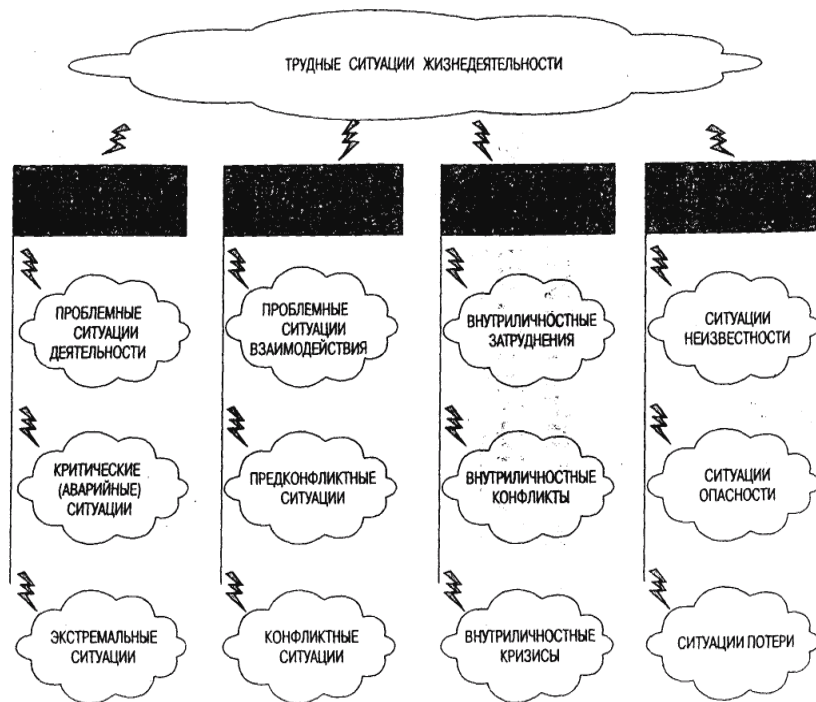 ТРУДНЫЕ СИТУАЦИИ ЖИЗНЕДЕЯТЕЛЬНОСТИ
ПРОБЛЕМНЫЕ
СИТУАЦИИ
ДЕЯТЕЛЬНОСТИ
ПРОБЛЕМНЫЕ
СИТУАЦИИ
ВЗАИМОДЕЙСТВИЯ
ВНУТРИЛИЧНОСТНЫЕ
ЗАТРУДНЕНИЯ
СИТУАЦИИ
НЕИЗВЕСТНОСТИ
КРИТИЧЕСКИЕ
(АВАРИЙНЫЕ)
СИТУАЦИИ
ПРЕДКОНФЛИКТНЫЕ
СИТУАЦИИ
ВНУТРИЛИЧНОСТНЫЕ
КОНФЛИКТЫ
СИТУАЦИИ
ОПАСНОСТИ
ЭКСТРЕМАЛЬНЫЕ
СИТУАЦИИ
КОНФЛИКТНЫЕ
СИТУАЦИИ
ВНУТРИЛИЧНОСТНЫЕ
КРИЗИСЫ
СИТУАЦИИ ПОТЕРИ